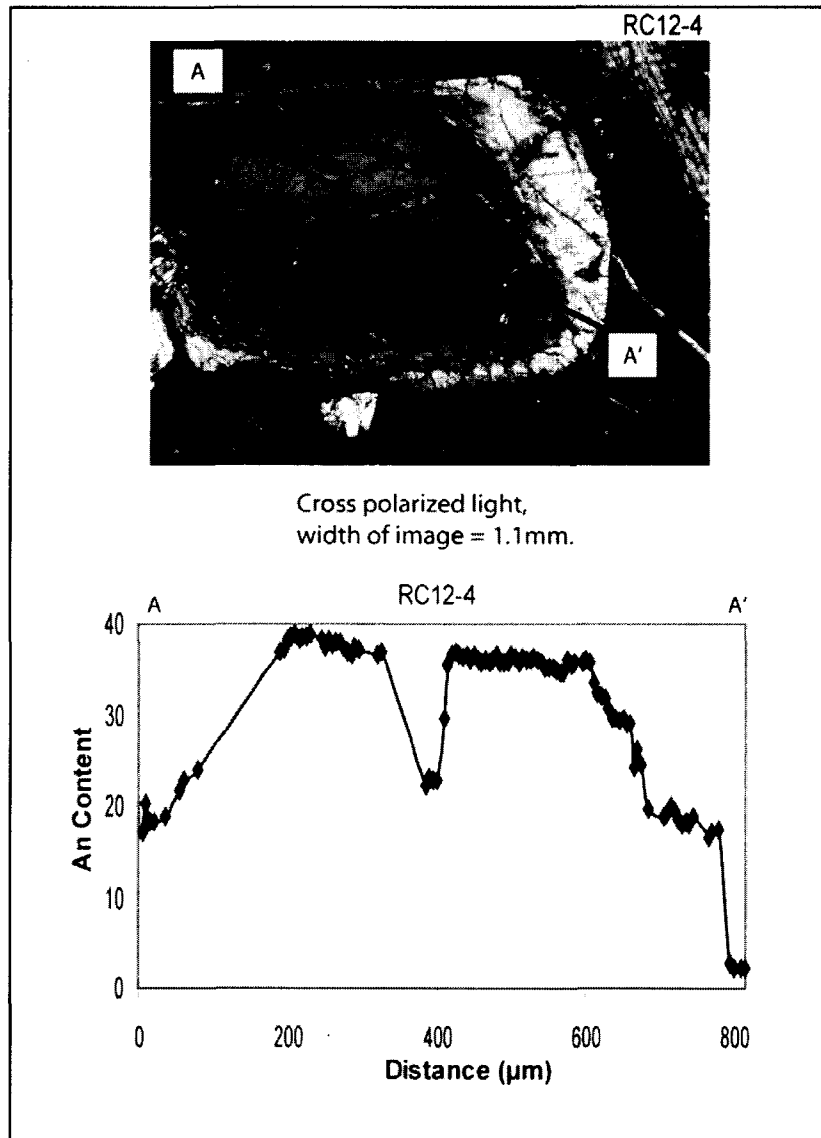 RC12-4
A
A'
Cross polarized light,
width of image = 1.1mm.
A RC12-4 A'
40
30
20
10
0
An Content
0 200 400 600 800
Distance (µm)